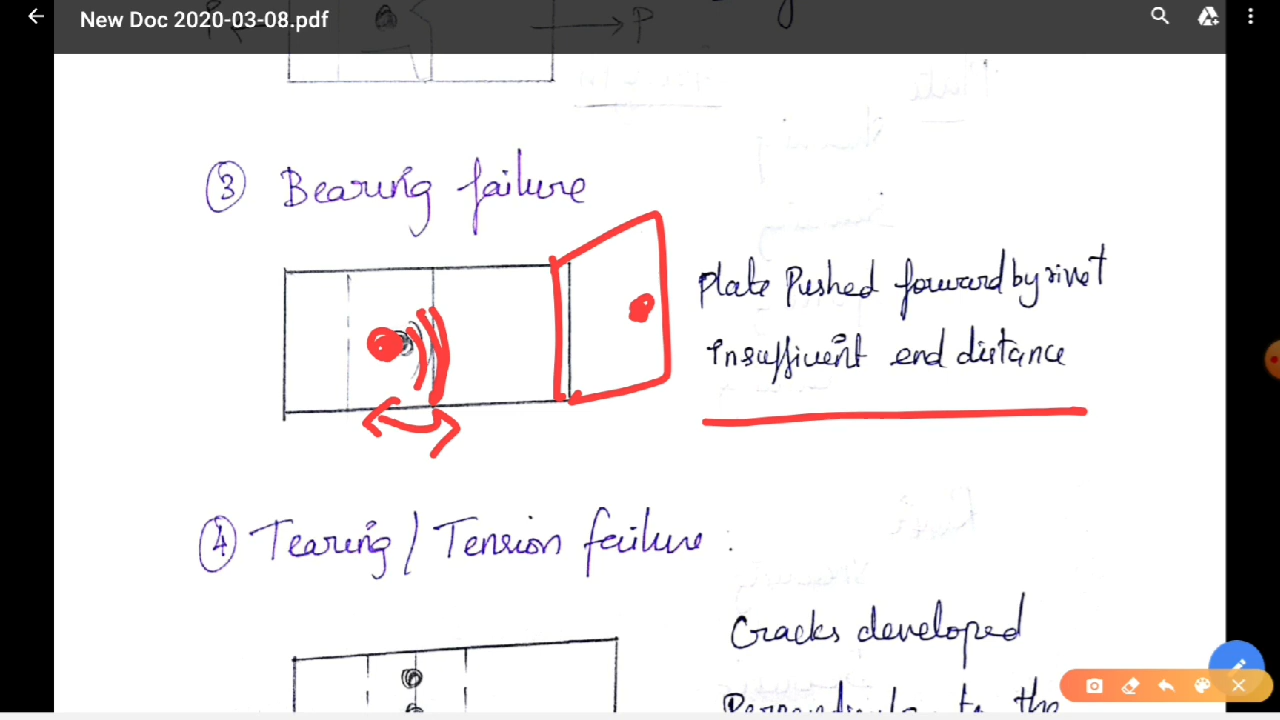 New Doc 2020-03-08.pdf
P
③ Bearing failure
Plate Pushed forward by rivet
Insufficient end distance
④ Tearing / Tension failure :
Cracks developed